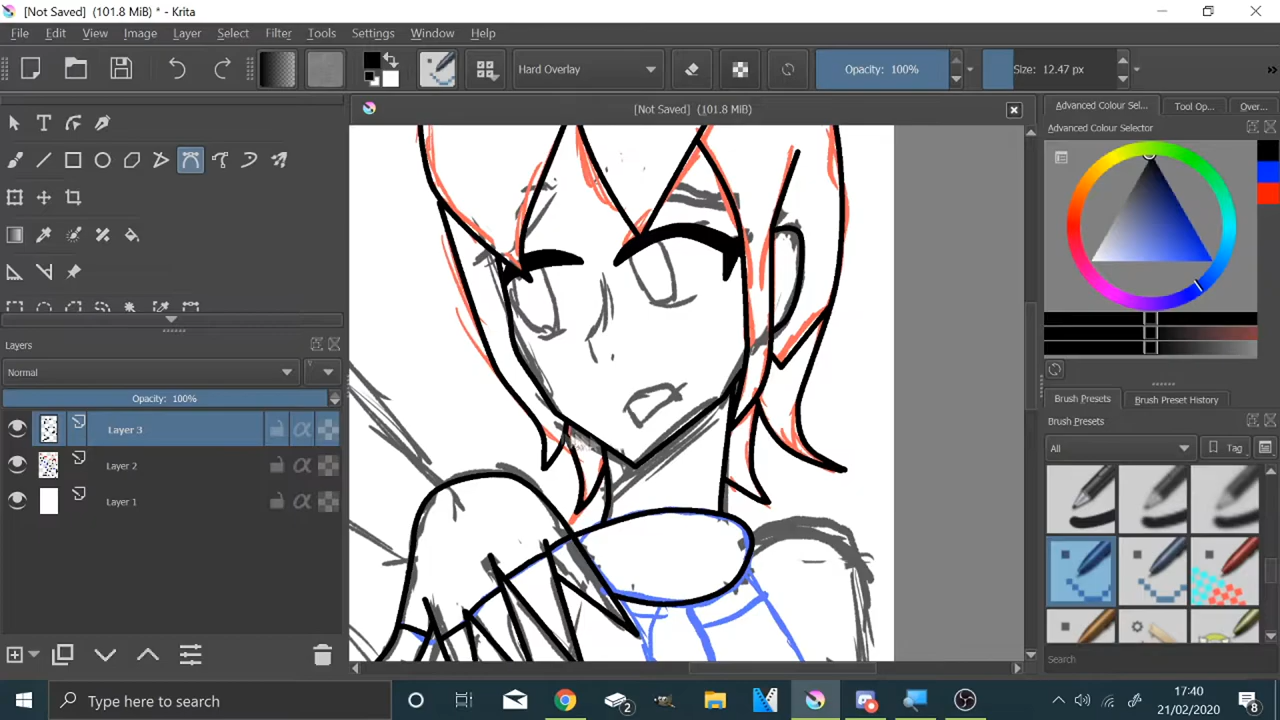 [Not Saved] (101.8 MiB) * - Krita
File Edit View Image Layer Select Filter Tools Settings Window Help
Hard Overlay
Opacity: 100%
Size: 12.47 px
»
[Not Saved] (101.8 MiB)
Advanced Colour Sel...
Tool Op...
Over...
Advanced Colour Selector
Layers
Normal
Opacity: 100%
Layer 3
Layer 2
Layer 1
Brush Presets
Brush Preset History
Brush Presets
All
Tag
Search
Type here to search
2
17:40
21/02/2020
8